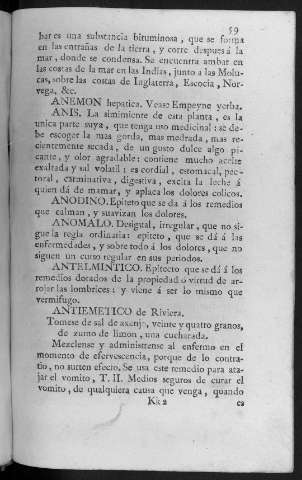 59
bar es una substancia bituminosa, que se forma
en las entrañas de la tierra, y corre despues á la
mar, donde se condensa. Se encuentra ambar en
las costas de la mar en las Indias, junto a las Molu-
cas, sobre las costas de Inglaterra, Escocia, Nor-
vega, &c.
ANEMON hepatica. Vease Empeyne yerba.
ANIS. La simimiente de esta planta, es la
unica parte suya, que tenga uso medicinal: se de-
be escoger la mas gorda, mas medrada, mas re-
cientemente secada, de un gusto dulce algo pi-
cante, y olor agradable: contiene mucho aceite
exaltada y sal volatil: es cordial, estomacal, pec-
toral, carminativa, digestiva, excita la leche á
quien dá de mamar, y aplaca los dolores colicos.
ANODINO. Epiteto que se da á los remedios
que calman, y suavizan los dolores.
ANOMALO. Desigual, irregular, que no si-
gue la regla ordinaria: epiteto, que se dá á las
enfermedades, y sobre todo á los dolores, que no
siguen un curso regular en sus periodos.
ANTELMINTICO. Epitecto que se dá á los
remedios dotados de la propiedad o virtud de ar-
rojar las lombrices: y viene á ser lo mismo que
vermifugo.
ANTIEMETICO de Riviera.
Tomese de sal de axenjo, veinte y quatro granos,
de zumo de limon, una cucharada.
Mezclense y administrense al enfermo en el
momento de efervescencia, porque de lo contra-
tio, no surten efecto. Se usa este remedio para ata-
jar el vomito, T. II. Medios seguros de curar el
vomito, de qualquiera causa que venga, quando
Kk 2 es